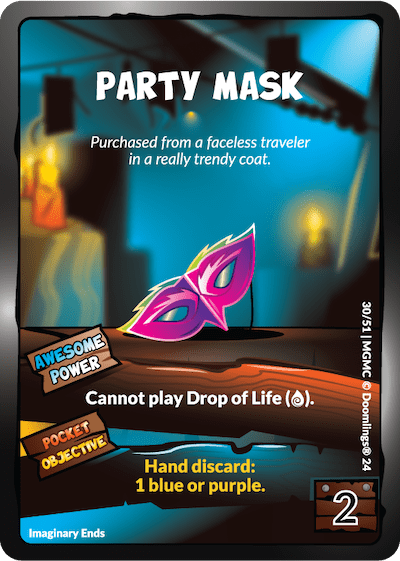 PARTY MASK
Purchased from a faceless traveler
in a really trendy coat.
AWESOME
POWER
Cannot play Drop of Life ( ).
POCKET
OBJECTIVE
Hand discard:
1 blue or purple.
30/51 | MGMC © Doomlings® 24
2
Imaginary Ends